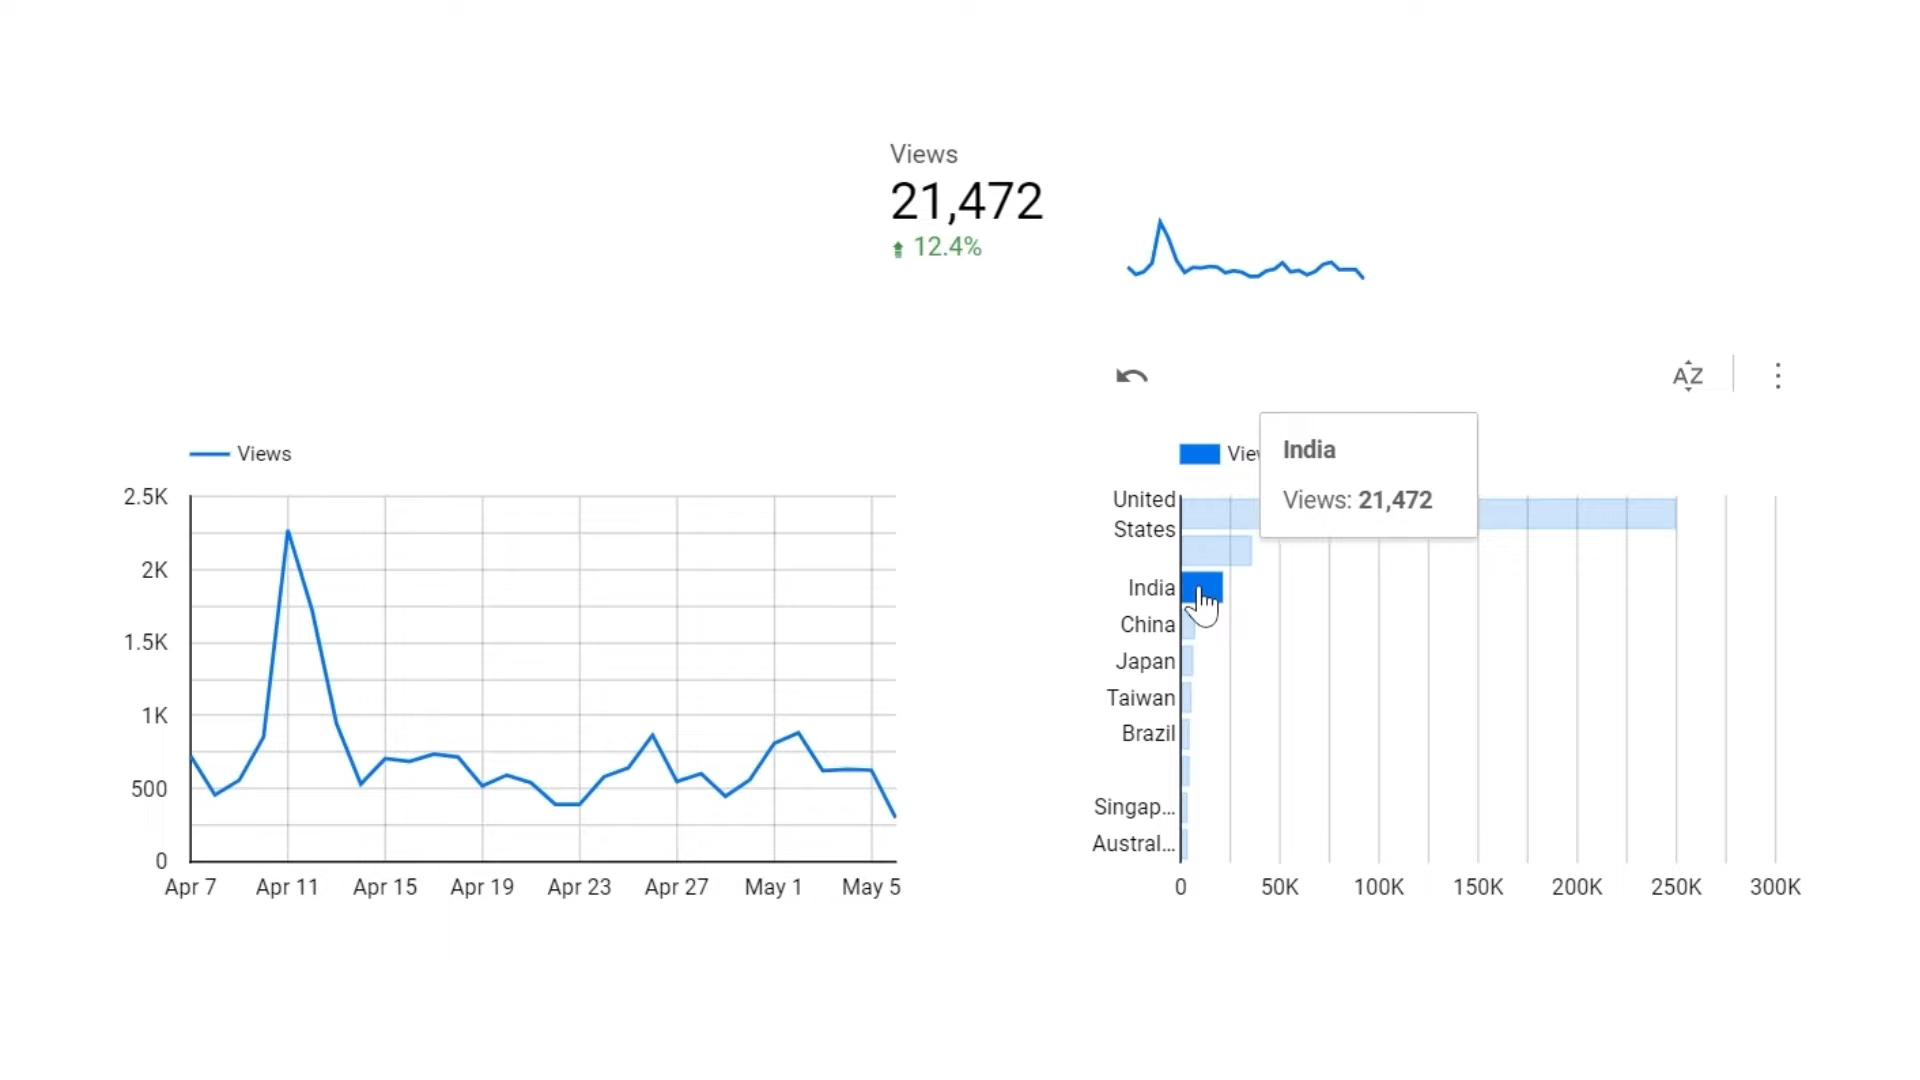 Views
21,472
12.4%
AZ
Views
2.5K
2K
1.5K
1K
500
0
Apr 7 Apr 11 Apr 15 Apr 19 Apr 23 Apr 27 May 1 May 5
India
Views: 21,472
United
States
India
China
Japan
Taiwan
Brazil
Singap...
Austral...
0 50K 100K 150K 200K 250K 300K